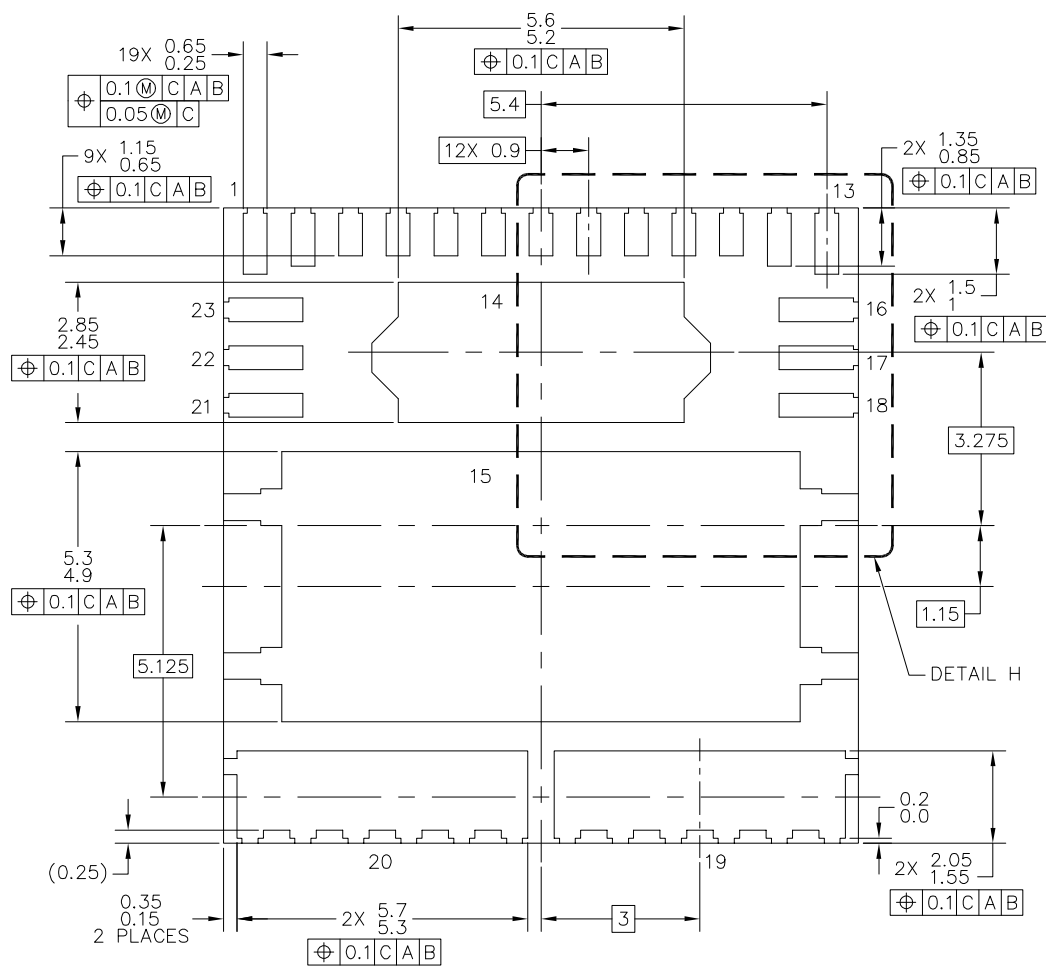 5.6
5.2
⌖ 0.1 C A B
19X 0.65
0.25
⌖ 0.1 Ⓜ C A B
0.05 Ⓜ C
5.4
12X 0.9
9X 1.15
0.65
⌖ 0.1 C A B
2X 1.35
0.85
⌖ 0.1 C A B
1
13
2X 1.5
1
⌖ 0.1 C A B
23
14
16
2.85
2.45
⌖ 0.1 C A B
22
17
21
18
3.275
15
5.3
4.9
⌖ 0.1 C A B
1.15
5.125
DETAIL H
0.2
0.0
(0.25)
20
19
2X 2.05
1.55
⌖ 0.1 C A B
0.35
0.15
2 PLACES
2X 5.7
5.3
⌖ 0.1 C A B
3